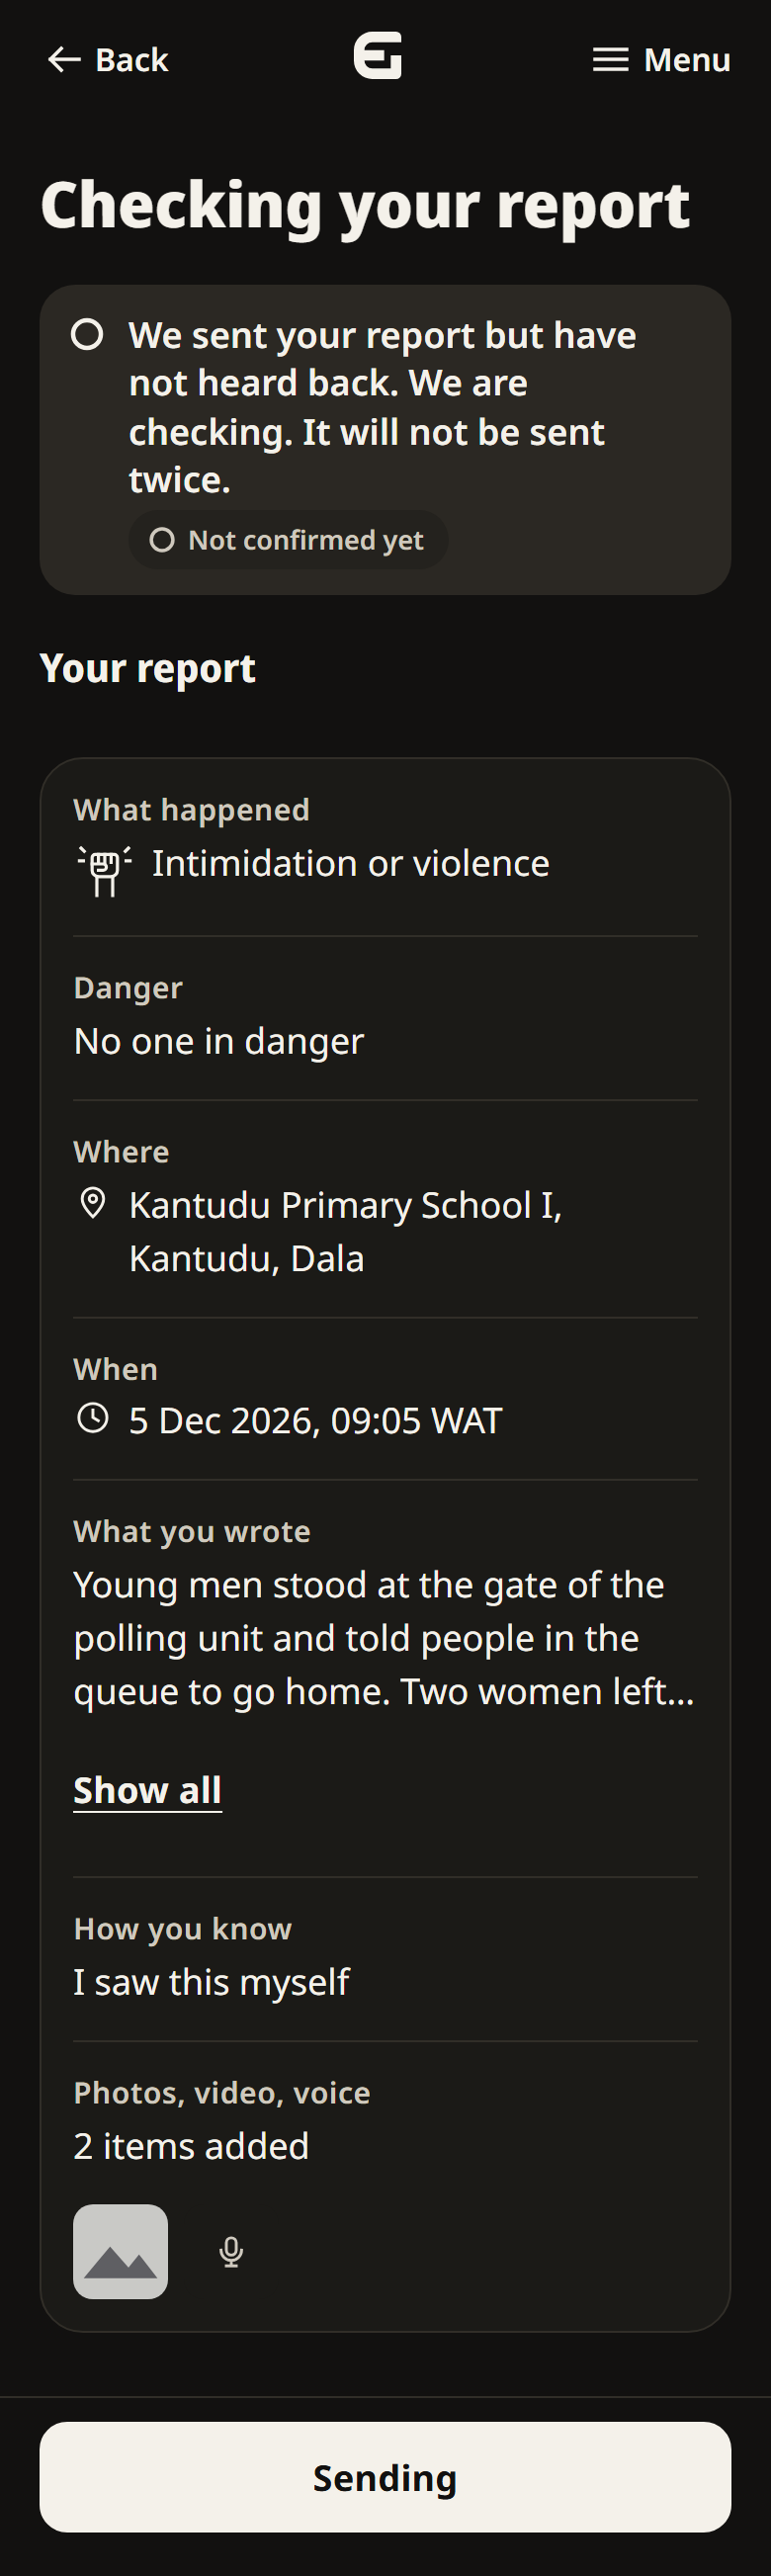 Back
Menu
Checking your report
We sent your report but have
not heard back. We are
checking. It will not be sent
twice.
Not confirmed yet
Your report
What happened
Intimidation or violence
Danger
No one in danger
Where
Kantudu Primary School I,
Kantudu, Dala
When
5 Dec 2026, 09:05 WAT
What you wrote
Young men stood at the gate of the
polling unit and told people in the
queue to go home. Two women left…
Show all
How you know
I saw this myself
Photos, video, voice
2 items added
Sending